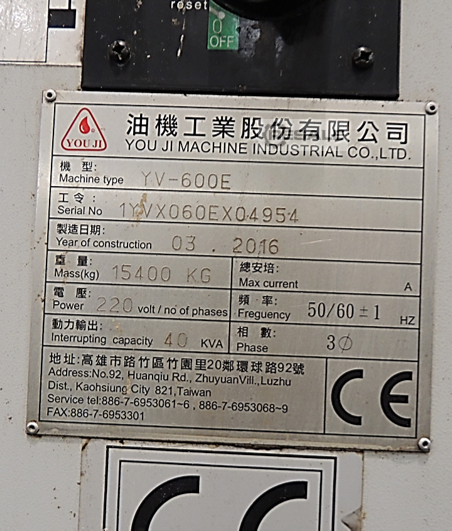 reset
0
OFF
YOU JI
油機工業股份有限公司
YOU JI MACHINE INDUSTRIAL CO.,LTD.
機 型:
Machine type YV-600E
工令 :
Serial No 1YVX060EX04954
製造日期:
Year of construction 03 . 2016
重 量:
Mass(kg) 15400 KG
總安培:
Max current A
電 壓:
Power 220 volt / no of phases
頻 率:
Freguency 50/60±1 HZ
動力輸出:
Interrupting capacity 40 KVA
相 數:
Phase 3∅
地址:高雄市路竹區竹園里20鄰環球路92號
Address:No.92, Huanqiu Rd., ZhuyuanVill.,Luzhu
Dist., Kaohsiung City 821,Taiwan
Service tel:886-7-6953061~6 , 886-7-6953068~9
FAX:886-7-6953301
CE
CE